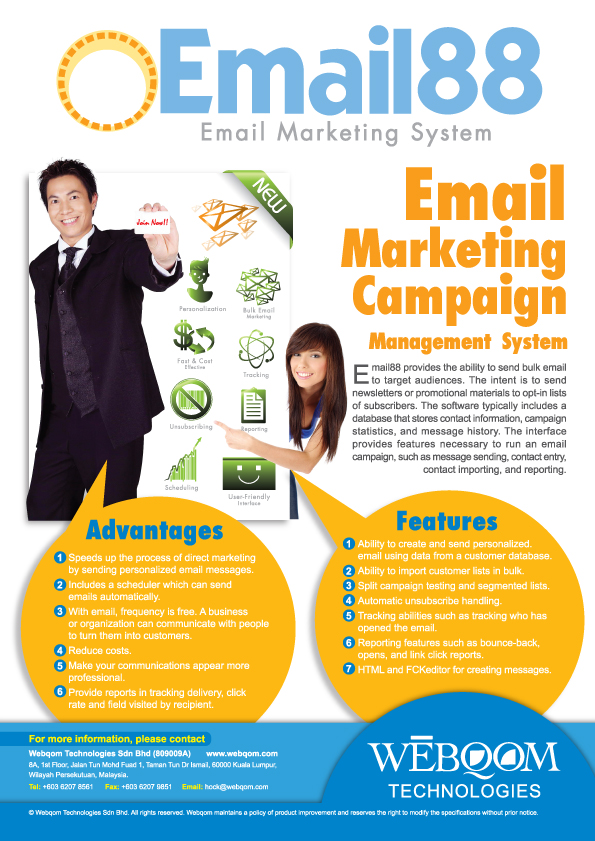 Email88
Email Marketing System
NEW
Join Now!!
Personalization
Bulk Email
Marketing
Fast & Cost
Effective
Tracking
Unsubscribing
Reporting
Scheduling
User-Friendly
Interface
Email
Marketing
Campaign
Management System
Email88 provides the ability to send bulk email
to target audiences. The intent is to send
newsletters or promotional materials to opt-in lists
of subscribers. The software typically includes a
database that stores contact information, campaign
statistics, and message history. The interface
provides features necessary to run an email
campaign, such as message sending, contact entry,
contact importing, and reporting.
Advantages
1 Speeds up the process of direct marketing
by sending personalized email messages.
2 Includes a scheduler which can send
emails automatically.
3 With email, frequency is free. A business
or organization can communicate with people
to turn them into customers.
4 Reduce costs.
5 Make your communications appear more
professional.
6 Provide reports in tracking delivery, click
rate and field visited by recipient.
Features
1 Ability to create and send personalized.
email using data from a customer database.
2 Ability to import customer lists in bulk.
3 Split campaign testing and segmented lists.
4 Automatic unsubscribe handling.
5 Tracking abilities such as tracking who has
opened the email.
6 Reporting features such as bounce-back,
opens, and link click reports.
7 HTML and FCKeditor for creating messages.
For more information, please contact
Webqom Technologies Sdn Bhd (809009A) www.webqom.com
8A, 1st Floor, Jalan Tun Mohd Fuad 1, Taman Tun Dr Ismail, 60000 Kuala Lumpur,
Wilayah Persekutuan, Malaysia.
Tel: +603 6207 8561 Fax: +603 6207 9851 Email: hock@webqom.com
WĒBQOM
TECHNOLOGIES
© Webqom Technologies Sdn Bhd. All rights reserved. Webqom maintains a policy of product improvement and reserves the right to modify the specifications without prior notice.